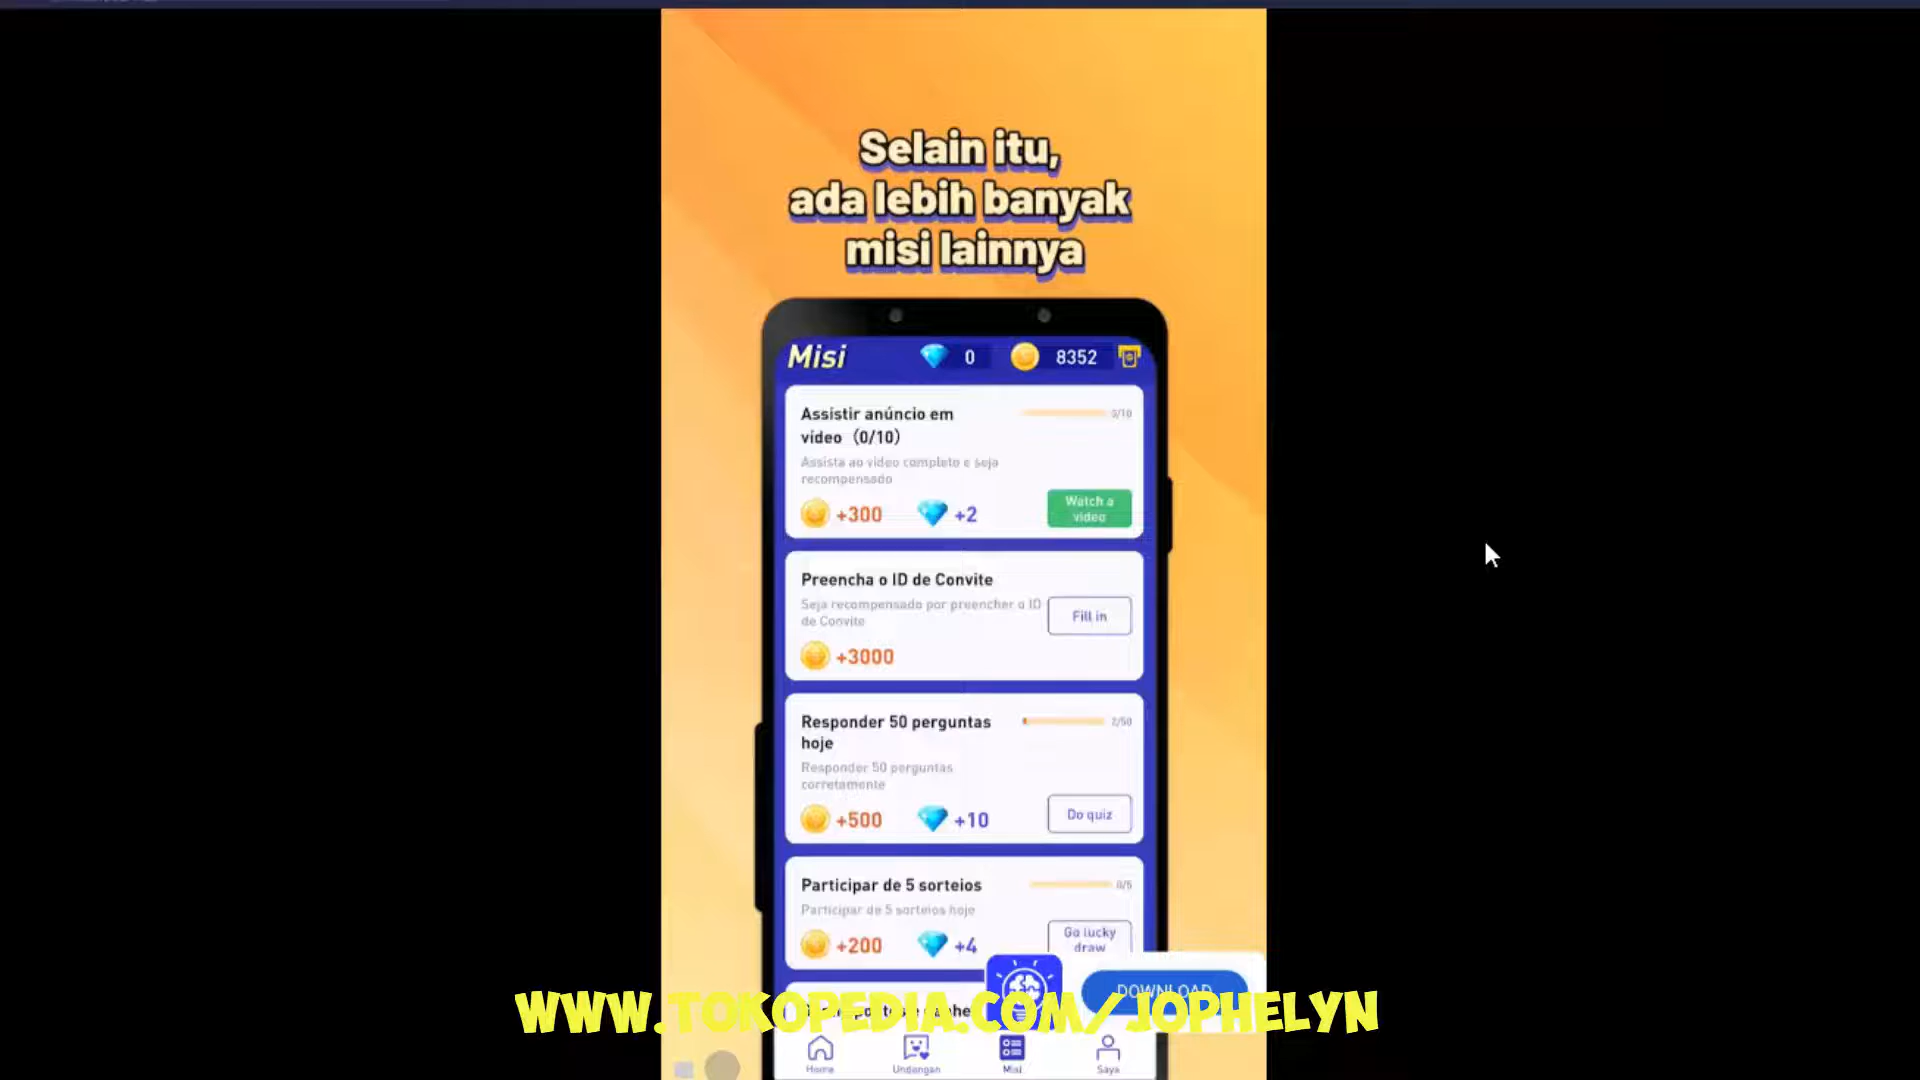 Selain itu,
ada lebih banyak
misi lainnya
Misi
0
8352
Assistir anúncio em
vídeo (0/10)
0/10
Assista ao vídeo completo e seja
recompensado
+300
+2
Watch a
video
Preencha o ID de Convite
Seja recompensado por preencher o ID
de Convite
Fill in
+3000
Responder 50 perguntas
hoje
2/50
Responder 50 perguntas
corretamente
+500
+10
Do quiz
Participar de 5 sorteios
0/5
Participar de 5 sorteios hoje
+200
+4
Go lucky
draw
DOWNLOAD
WWW.TOKOPEDIA.COM/JOPHELYN
Home
Undangan
Misi
Saya